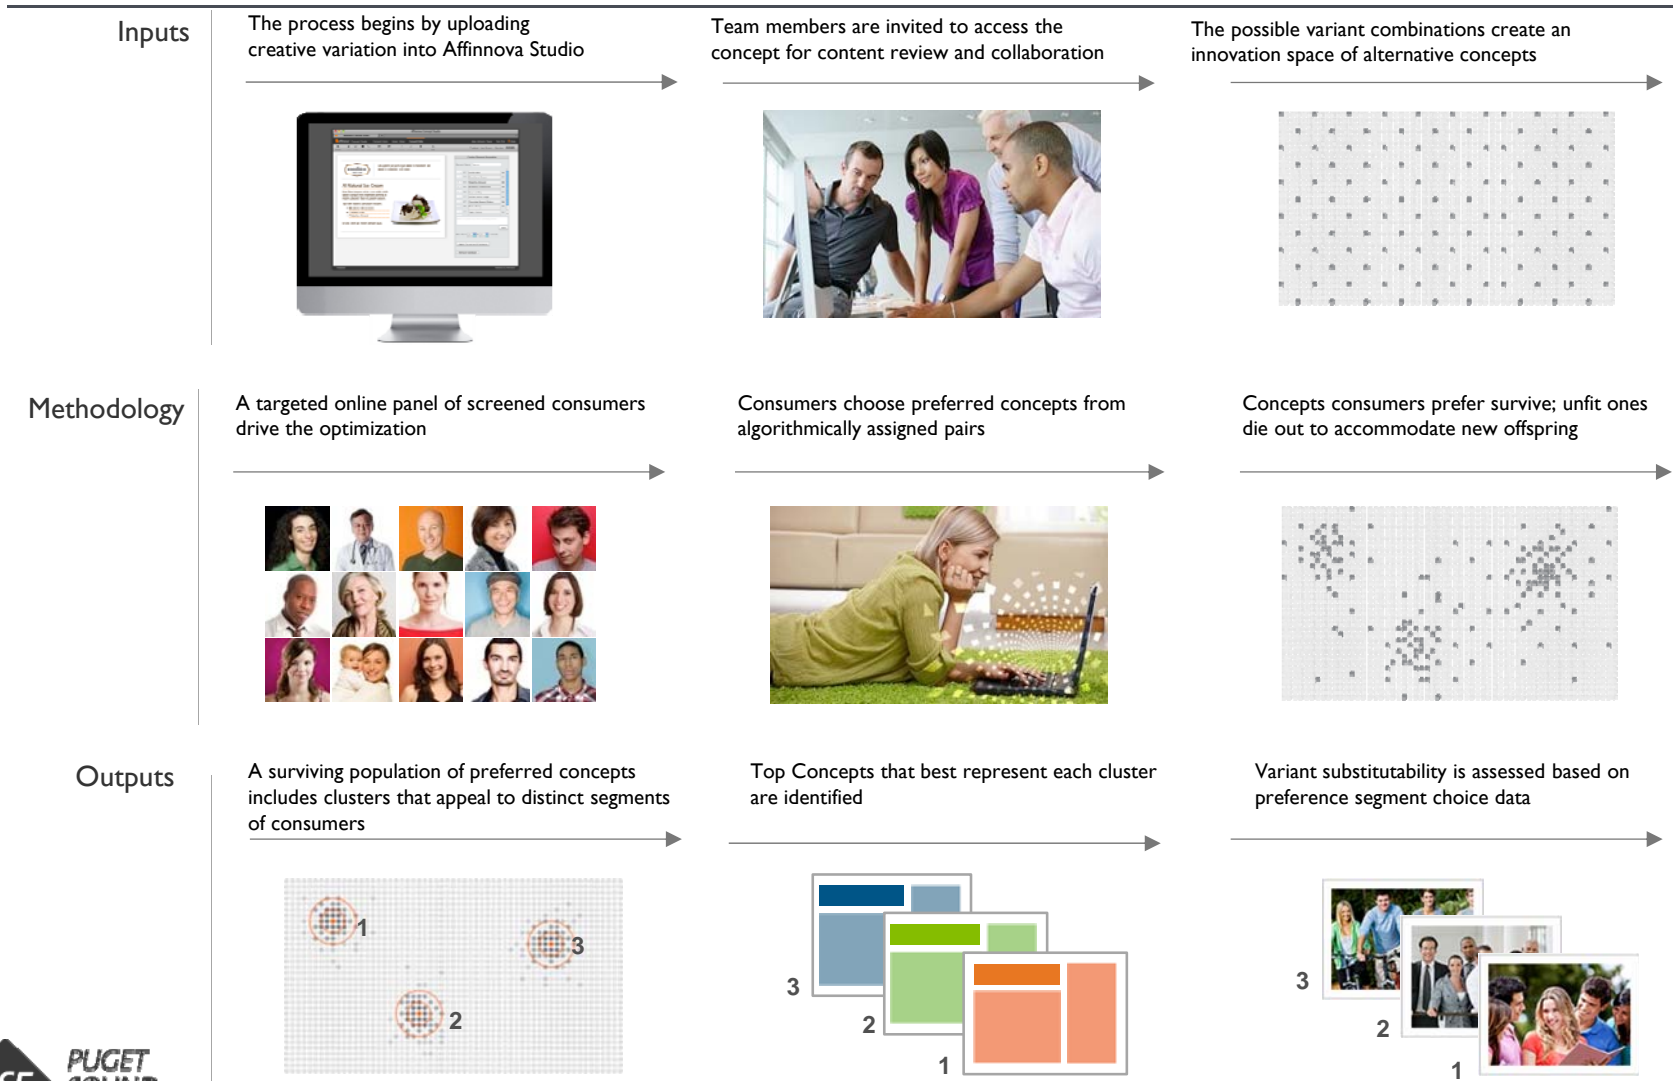 Inputs
The process begins by uploading
creative variation into Affinnova Studio
Team members are invited to access the
concept for content review and collaboration
The possible variant combinations create an
innovation space of alternative concepts
All Natural Ice Cream
Methodology
A targeted online panel of screened consumers
drive the optimization
Consumers choose preferred concepts from
algorithmically assigned pairs
Concepts consumers prefer survive; unfit ones
die out to accommodate new offspring
Outputs
A surviving population of preferred concepts
includes clusters that appeal to distinct segments
of consumers
Top Concepts that best represent each cluster
are identified
Variant substitutability is assessed based on
preference segment choice data
1
3
2
3
2
1
3
2
1
PUGET
SOUND